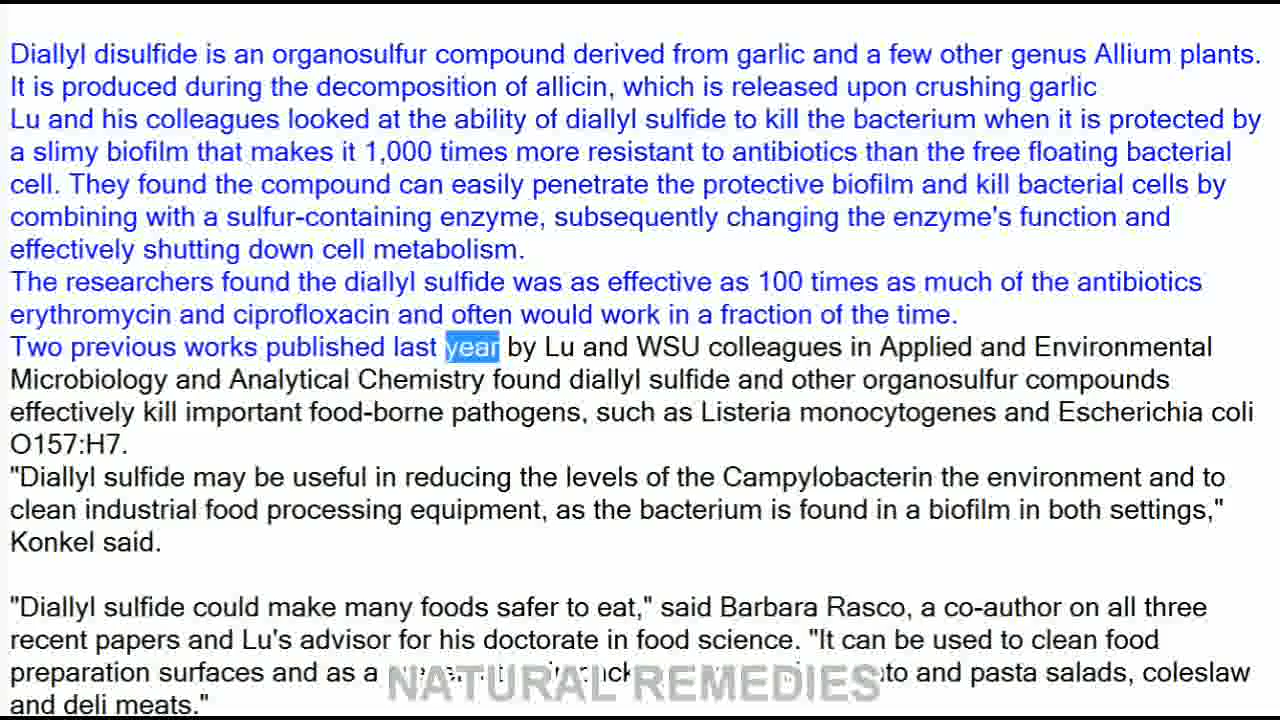 Diallyl disulfide is an organosulfur compound derived from garlic and a few other genus Allium plants.
It is produced during the decomposition of allicin, which is released upon crushing garlic
Lu and his colleagues looked at the ability of diallyl sulfide to kill the bacterium when it is protected by
a slimy biofilm that makes it 1,000 times more resistant to antibiotics than the free floating bacterial
cell. They found the compound can easily penetrate the protective biofilm and kill bacterial cells by
combining with a sulfur-containing enzyme, subsequently changing the enzyme's function and
effectively shutting down cell metabolism.
The researchers found the diallyl sulfide was as effective as 100 times as much of the antibiotics
erythromycin and ciprofloxacin and often would work in a fraction of the time.
Two previous works published last year by Lu and WSU colleagues in Applied and Environmental
Microbiology and Analytical Chemistry found diallyl sulfide and other organosulfur compounds
effectively kill important food-borne pathogens, such as Listeria monocytogenes and Escherichia coli
O157:H7.
"Diallyl sulfide may be useful in reducing the levels of the Campylobacterin the environment and to
clean industrial food processing equipment, as the bacterium is found in a biofilm in both settings,"
Konkel said.
"Diallyl sulfide could make many foods safer to eat," said Barbara Rasco, a co-author on all three
recent papers and Lu's advisor for his doctorate in food science. "It can be used to clean food
preparation surfaces and as a and pasta salads, coleslaw
NATURAL REMEDIES
and deli meats."